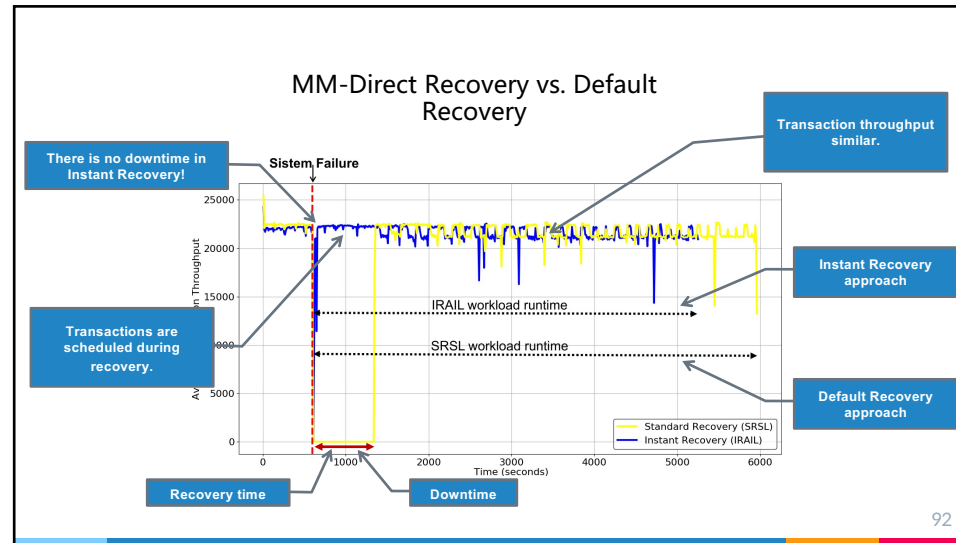 MM-Direct Recovery vs. Default
Recovery
Transaction throughput
similar.
There is no downtime in
Instant Recovery!
Sistem Failure
25000
20000
15000
5000
0
IRAIL workload runtime
SRSL workload runtime
Instant Recovery
approach
Transactions are
scheduled during
recovery.
Default Recovery
approach
Standard Recovery (SRSL)
Instant Recovery (IRAIL)
0
1000
2000
3000
4000
5000
6000
Time (seconds)
Throughput
Recovery time
Downtime
92